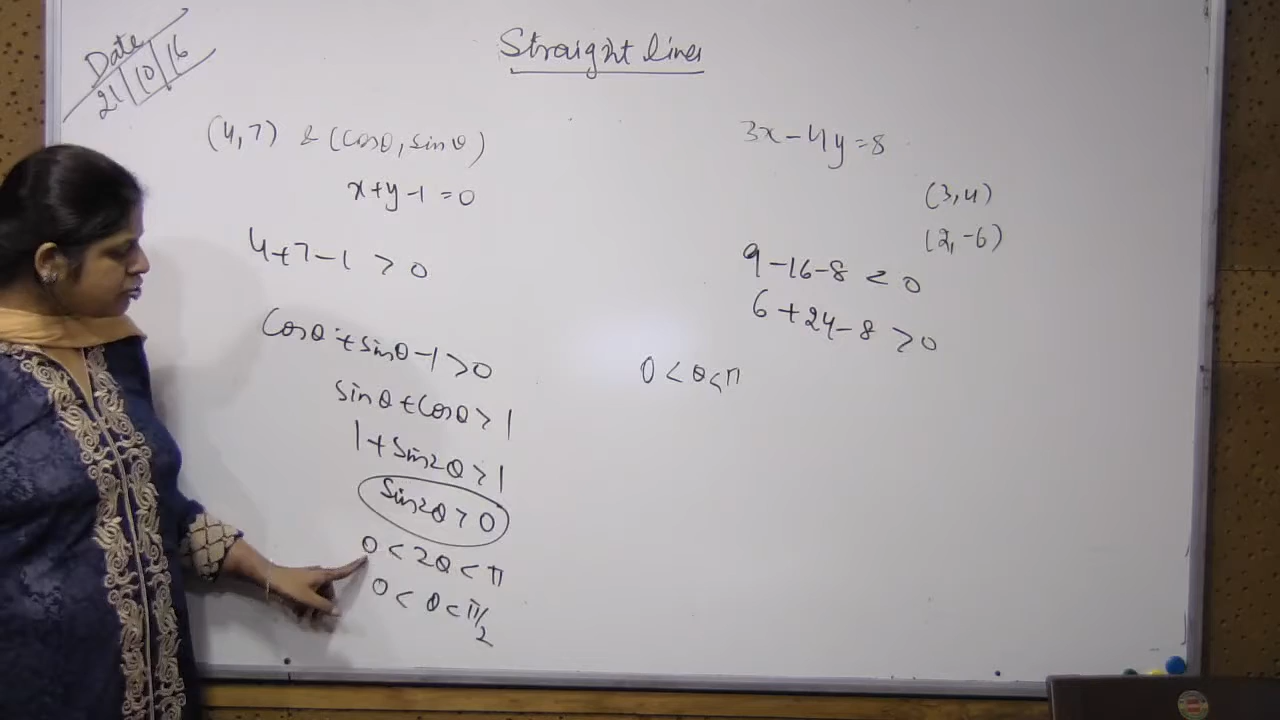 Date
21/10/16
Straight lines
(4,7) & (cosθ, sinθ)
x+y-1=0
4+7-1 > 0
cosθ+sinθ-1>0
sinθ+cosθ>1
1+sin2θ>1
sin2θ>0
0<2θ<π
0<θ<π/2
3x-4y=8
(3,4)
(2,-6)
9-16-8<0
6+24-8>0
0<θ<π